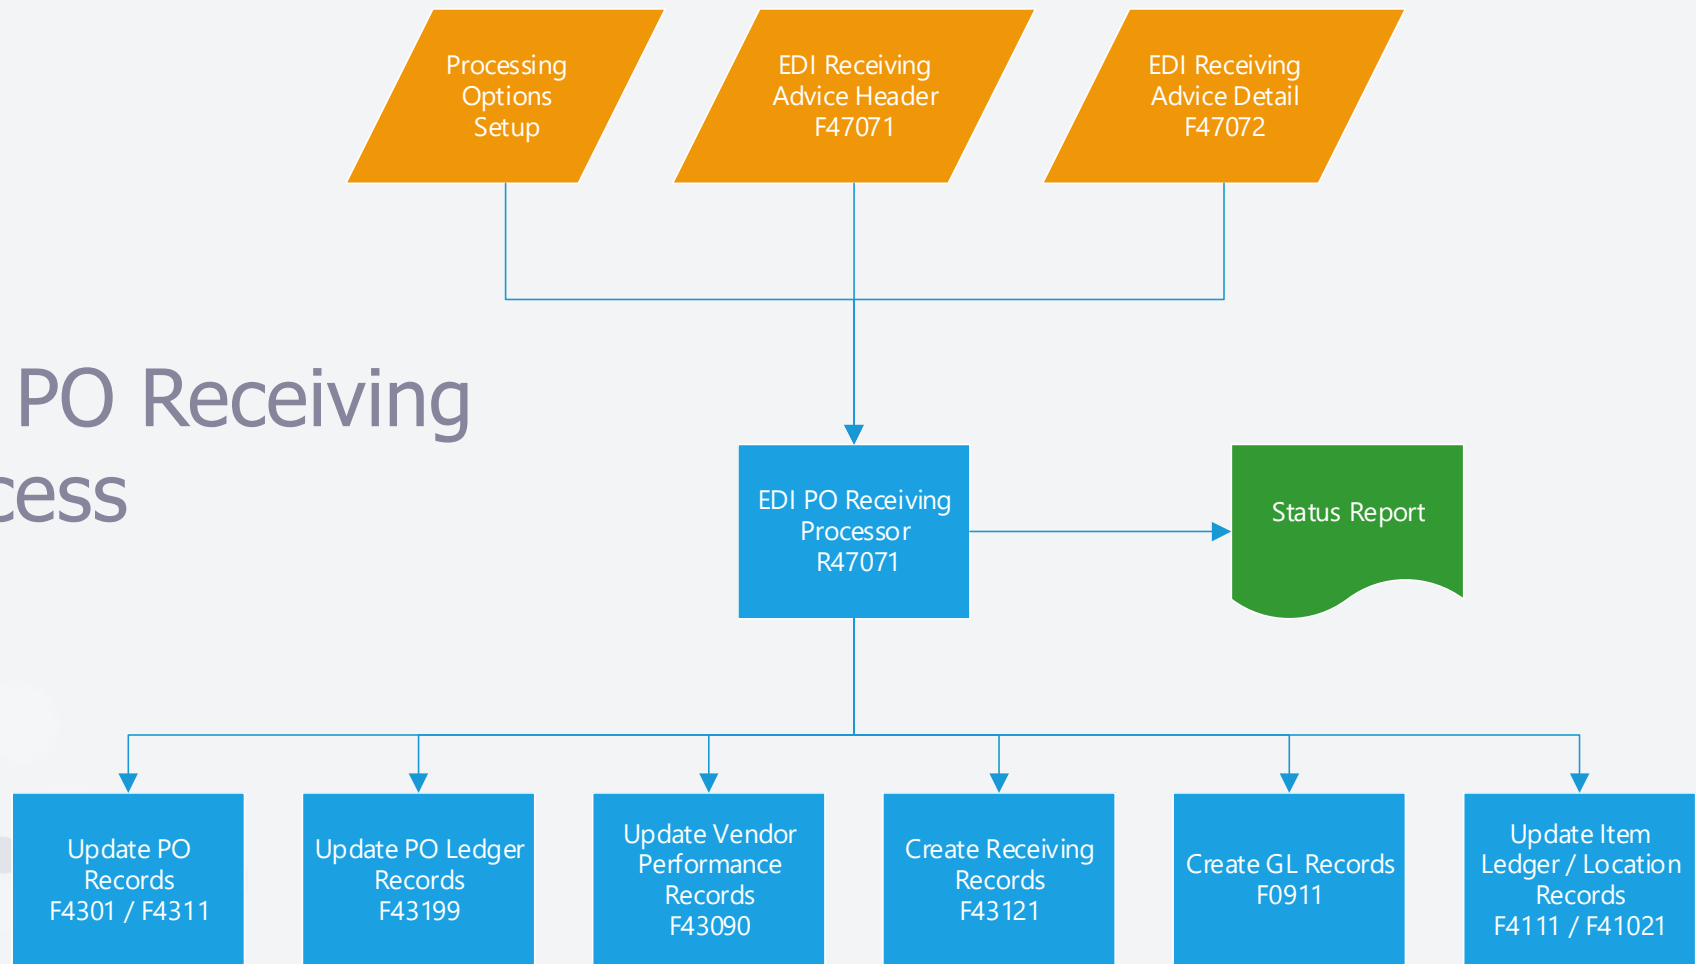 Processing
Options
Setup
EDI Receiving
Advice Header
F47071
EDI Receiving
Advice Detail
F47072
PO Receiving
cess
EDI PO Receiving
Processor
R47071
Status Report
Update PO
Records
F4301 / F4311
Update PO Ledger
Records
F43199
Update Vendor
Performance
Records
F43090
Create Receiving
Records
F43121
Create GL Records
F0911
Update Item
Ledger / Location
Records
F4111 / F41021